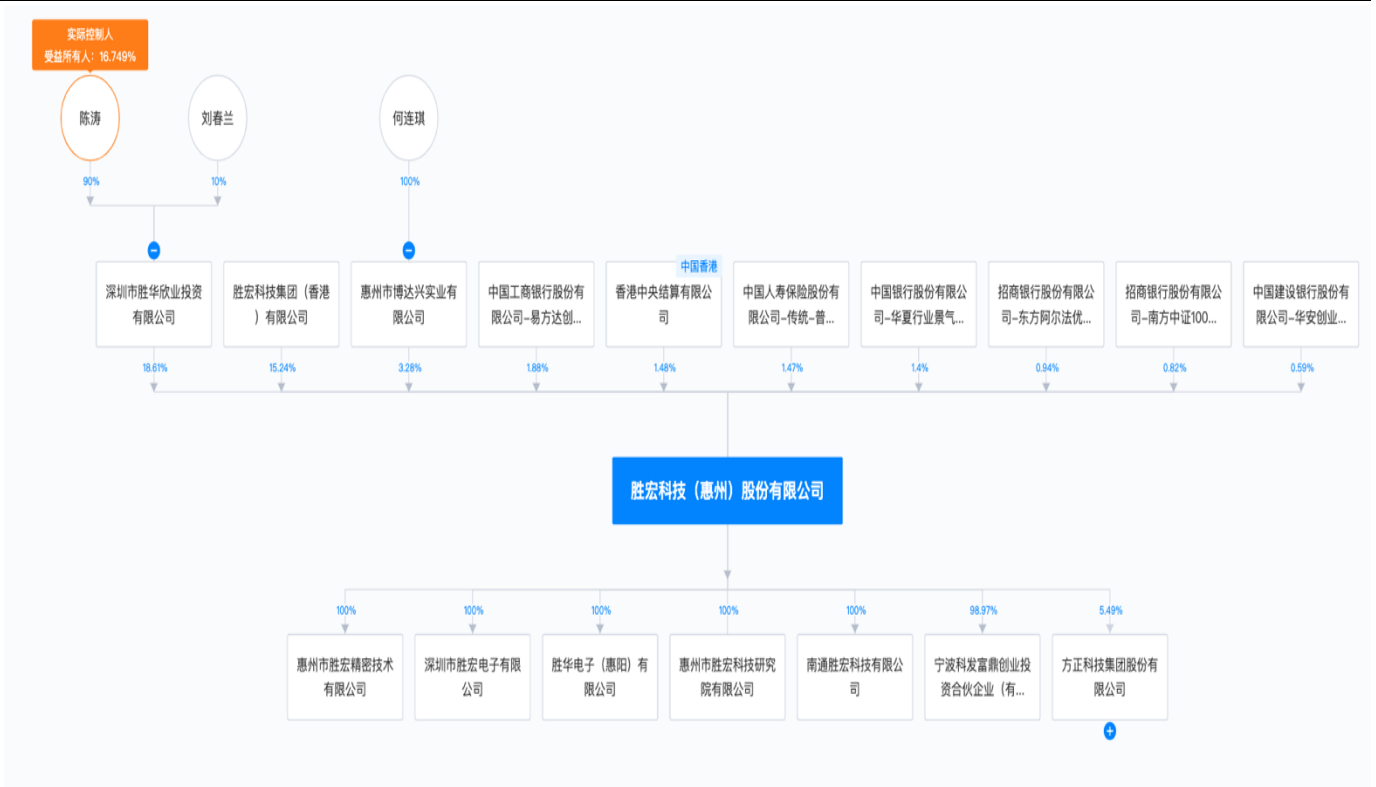 实际控制人
受益所有人：16.749%
陈涛
刘春兰
何连琪
90%
10%
100%
中国香港
深圳市胜华欣业投资
有限公司
胜宏科技集团（香港
）有限公司
惠州市博达兴实业有
限公司
中国工商银行股份有
限公司–易方达创...
香港中央结算有限公
司
中国人寿保险股份有
限公司–传统–普...
中国银行股份有限公
司–华夏行业景气...
招商银行股份有限公
司–东方阿尔法优...
招商银行股份有限公
司–南方中证100...
中国建设银行股份有
限公司–华安创业...
18.61%
15.24%
3.28%
1.88%
1.48%
1.47%
1.4%
0.94%
0.82%
0.59%
胜宏科技（惠州）股份有限公司
100%
100%
100%
100%
100%
98.97%
5.49%
惠州市胜宏精密技术
有限公司
深圳市胜宏电子有限
公司
胜华电子（惠阳）有
限公司
惠州市胜宏科技研究
院有限公司
南通胜宏科技有限公
司
宁波科发富鼎创业投
资合伙企业（有...
方正科技集团股份有
限公司